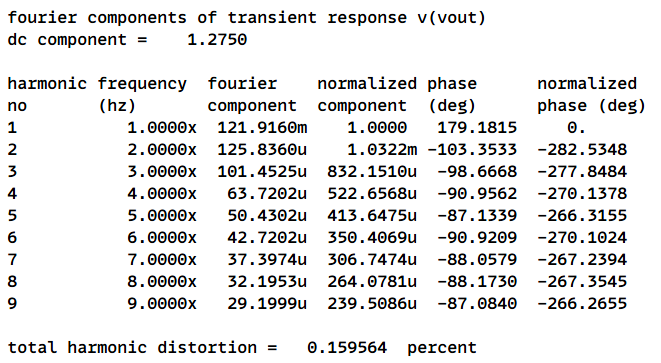 fourier components of transient response v(vout)
dc component =    1.2750
harmonic frequency  fourier    normalized phase      normalized
no       (hz)       component  component  (deg)      phase (deg)
1          1.0000x  121.9160m    1.0000   179.1815     0.
2          2.0000x  125.8360u    1.0322m -103.3533  -282.5348
3          3.0000x  101.4525u  832.1510u  -98.6668  -277.8484
4          4.0000x   63.7202u  522.6568u  -90.9562  -270.1378
5          5.0000x   50.4302u  413.6475u  -87.1339  -266.3155
6          6.0000x   42.7202u  350.4069u  -90.9209  -270.1024
7          7.0000x   37.3974u  306.7474u  -88.0579  -267.2394
8          8.0000x   32.1953u  264.0781u  -88.1730  -267.3545
9          9.0000x   29.1999u  239.5086u  -87.0840  -266.2655
total harmonic distortion =   0.159564  percent